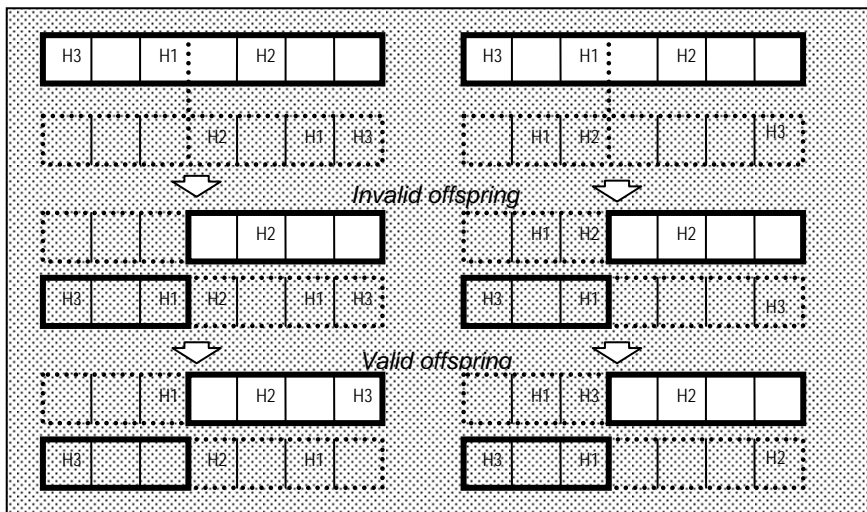 H3 H1 H2 H3 H1 H2
H2 H1 H3 H1 H2 H3
Invalid offspring
H2 H1 H2 H2
H3 H1 H2 H1 H3 H3 H1 H3
Valid offspring
H1 H2 H3 H1 H3 H2
H3 H2 H1 H3 H1 H2